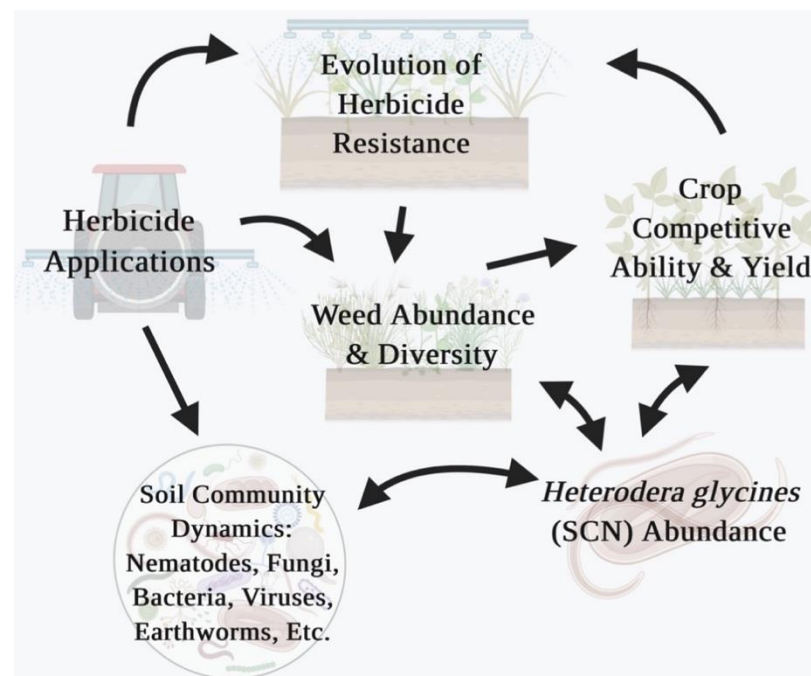 Evolution of
Herbicide
Resistance
Herbicide
Applications
Crop
Competitive
Ability & Yield
Weed Abundance
& Diversity
Soil Community
Dynamics:
Nematodes, Fungi,
Bacteria, Viruses,
Earthworms, Etc.
Heterodera glycines
(SCN) Abundance